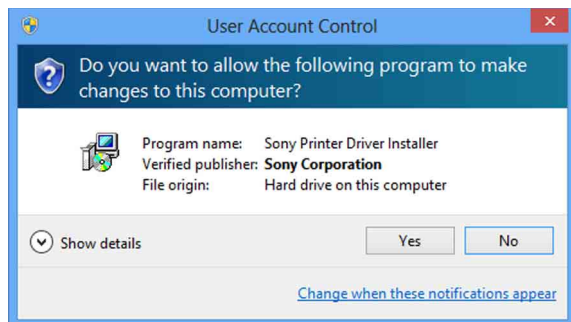 User Account Control
Do you want to allow the following program to make
changes to this computer?
Program name: Sony Printer Driver Installer
Verified publisher: Sony Corporation
File origin: Hard drive on this computer
Show details
Yes
No
Change when these notifications appear